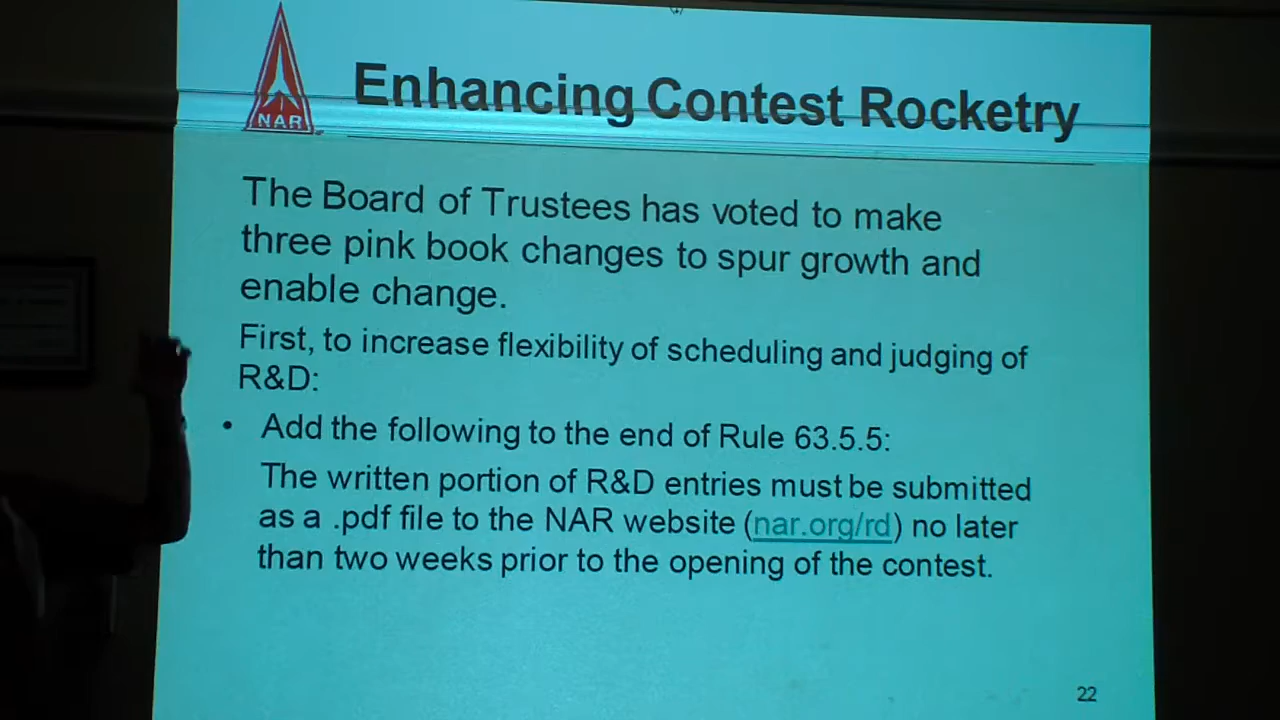 NAR
Enhancing Contest Rocketry
The Board of Trustees has voted to make
three pink book changes to spur growth and
enable change.
First, to increase flexibility of scheduling and judging of
R&D:
• Add the following to the end of Rule 63.5.5:
The written portion of R&D entries must be submitted
as a .pdf file to the NAR website (nar.org/rd) no later
than two weeks prior to the opening of the contest.
22